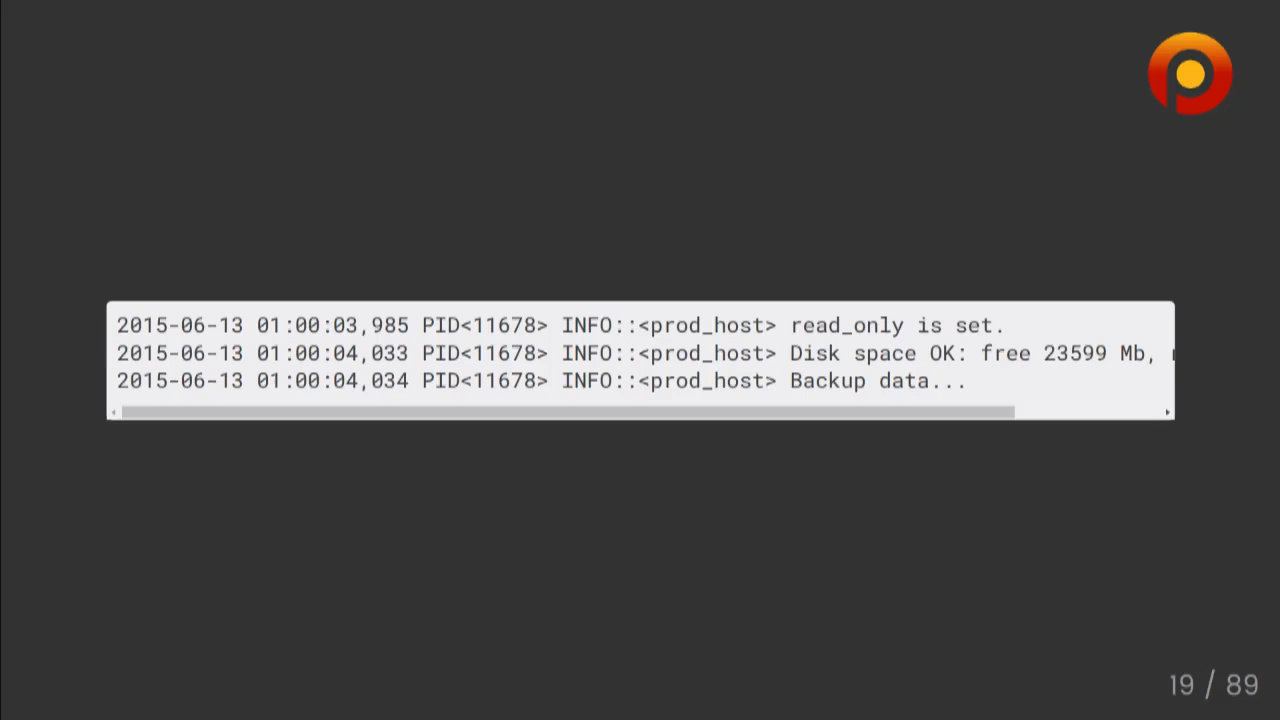 2015-06-13 01:00:03,985 PID<11678> INFO::<prod_host> read_only is set.
2015-06-13 01:00:04,033 PID<11678> INFO::<prod_host> Disk space OK: free 23599 Mb,
2015-06-13 01:00:04,034 PID<11678> INFO::<prod_host> Backup data...
19 / 89